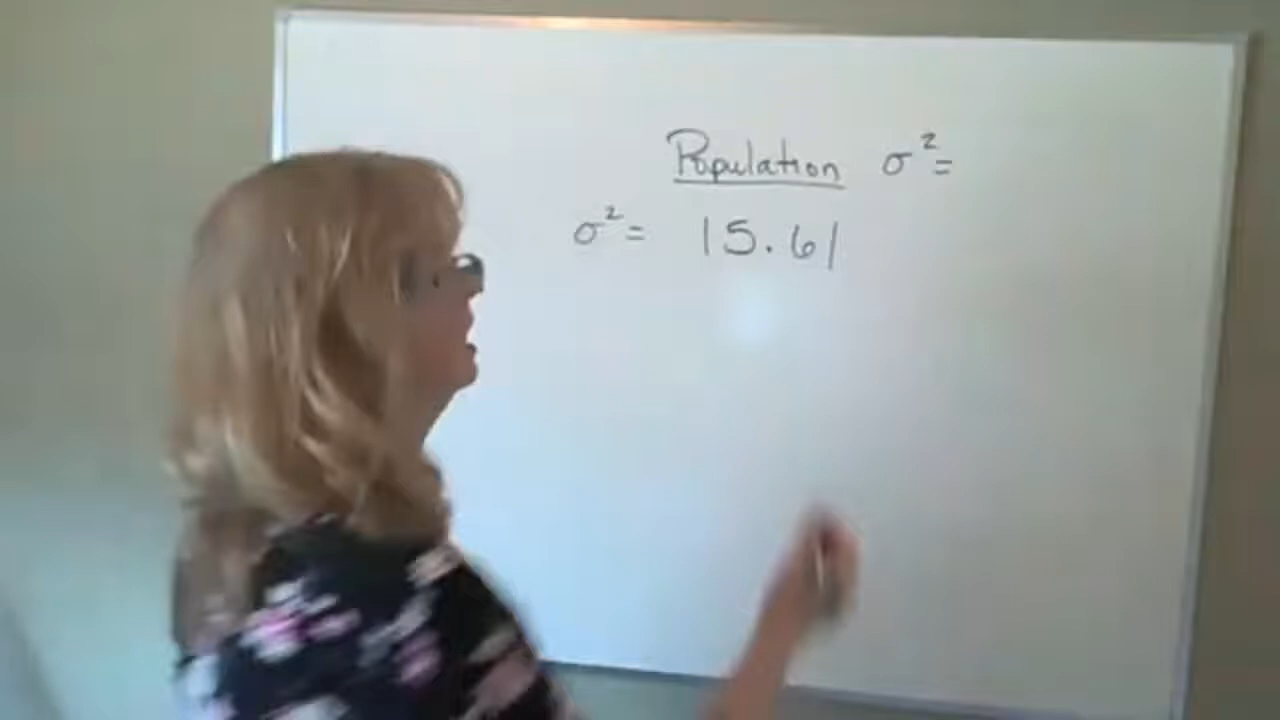 Population σ²=
σ²= 15.61